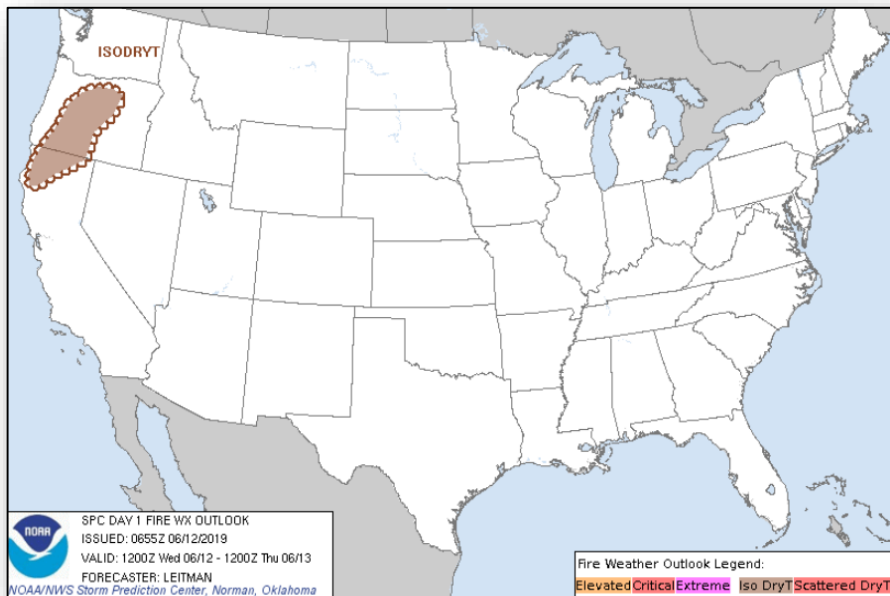 ISODRYT
NOAA
SPC DAY 1 FIRE WX OUTLOOK
ISSUED: 0655Z 06/12/2019
VALID: 1200Z Wed 06/12 - 1200Z Thu 06/13
FORECASTER: LEITMAN
NOAA/NWS Storm Prediction Center, Norman, Oklahoma
Fire Weather Outlook Legend:
Elevated Critical Extreme Iso DryT Scattered DryT